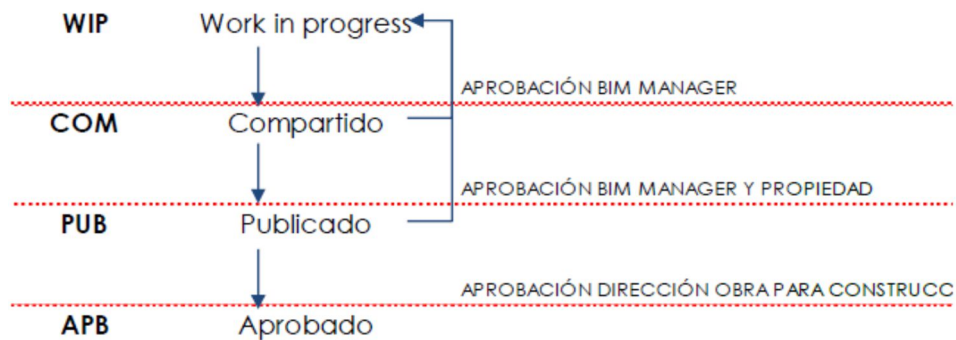 WIP Work in progress
APROBACIÓN BIM MANAGER
COM Compartido
APROBACIÓN BIM MANAGER Y PROPIEDAD
PUB Publicado
APROBACIÓN DIRECCIÓN OBRA PARA CONSTRUCC
APB Aprobado